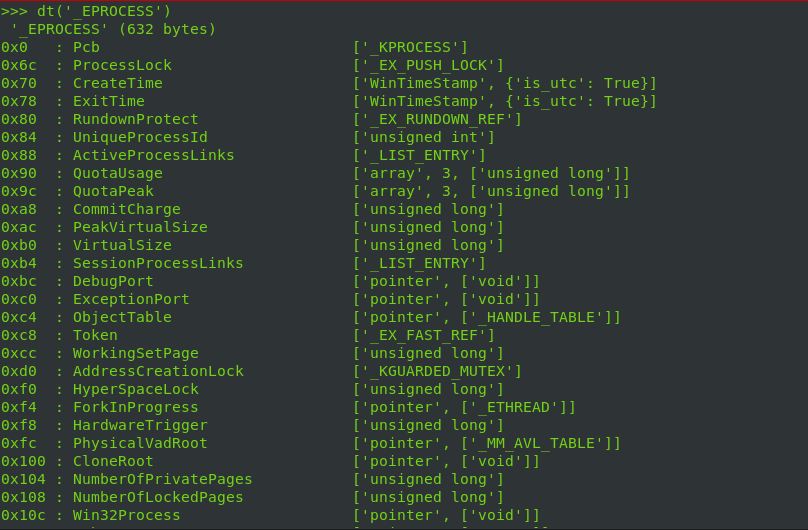 >>> dt('_EPROCESS')
 '_EPROCESS' (632 bytes)
0x0   : Pcb                            ['_KPROCESS']
0x6c  : ProcessLock                    ['_EX_PUSH_LOCK']
0x70  : CreateTime                     ['WinTimeStamp', {'is_utc': True}]
0x78  : ExitTime                       ['WinTimeStamp', {'is_utc': True}]
0x80  : RundownProtect                 ['_EX_RUNDOWN_REF']
0x84  : UniqueProcessId                ['unsigned int']
0x88  : ActiveProcessLinks             ['_LIST_ENTRY']
0x90  : QuotaUsage                     ['array', 3, ['unsigned long']]
0x9c  : QuotaPeak                      ['array', 3, ['unsigned long']]
0xa8  : CommitCharge                   ['unsigned long']
0xac  : PeakVirtualSize                ['unsigned long']
0xb0  : VirtualSize                    ['unsigned long']
0xb4  : SessionProcessLinks            ['_LIST_ENTRY']
0xbc  : DebugPort                      ['pointer', ['void']]
0xc0  : ExceptionPort                  ['pointer', ['void']]
0xc4  : ObjectTable                    ['pointer', ['_HANDLE_TABLE']]
0xc8  : Token                          ['_EX_FAST_REF']
0xcc  : WorkingSetPage                 ['unsigned long']
0xd0  : AddressCreationLock            ['_KGUARDED_MUTEX']
0xf0  : HyperSpaceLock                 ['unsigned long']
0xf4  : ForkInProgress                 ['pointer', ['_ETHREAD']]
0xf8  : HardwareTrigger                ['unsigned long']
0xfc  : PhysicalVadRoot                ['pointer', ['_MM_AVL_TABLE']]
0x100 : CloneRoot                      ['pointer', ['void']]
0x104 : NumberOfPrivatePages           ['unsigned long']
0x108 : NumberOfLockedPages            ['unsigned long']
0x10c : Win32Process                   ['pointer', ['void']]